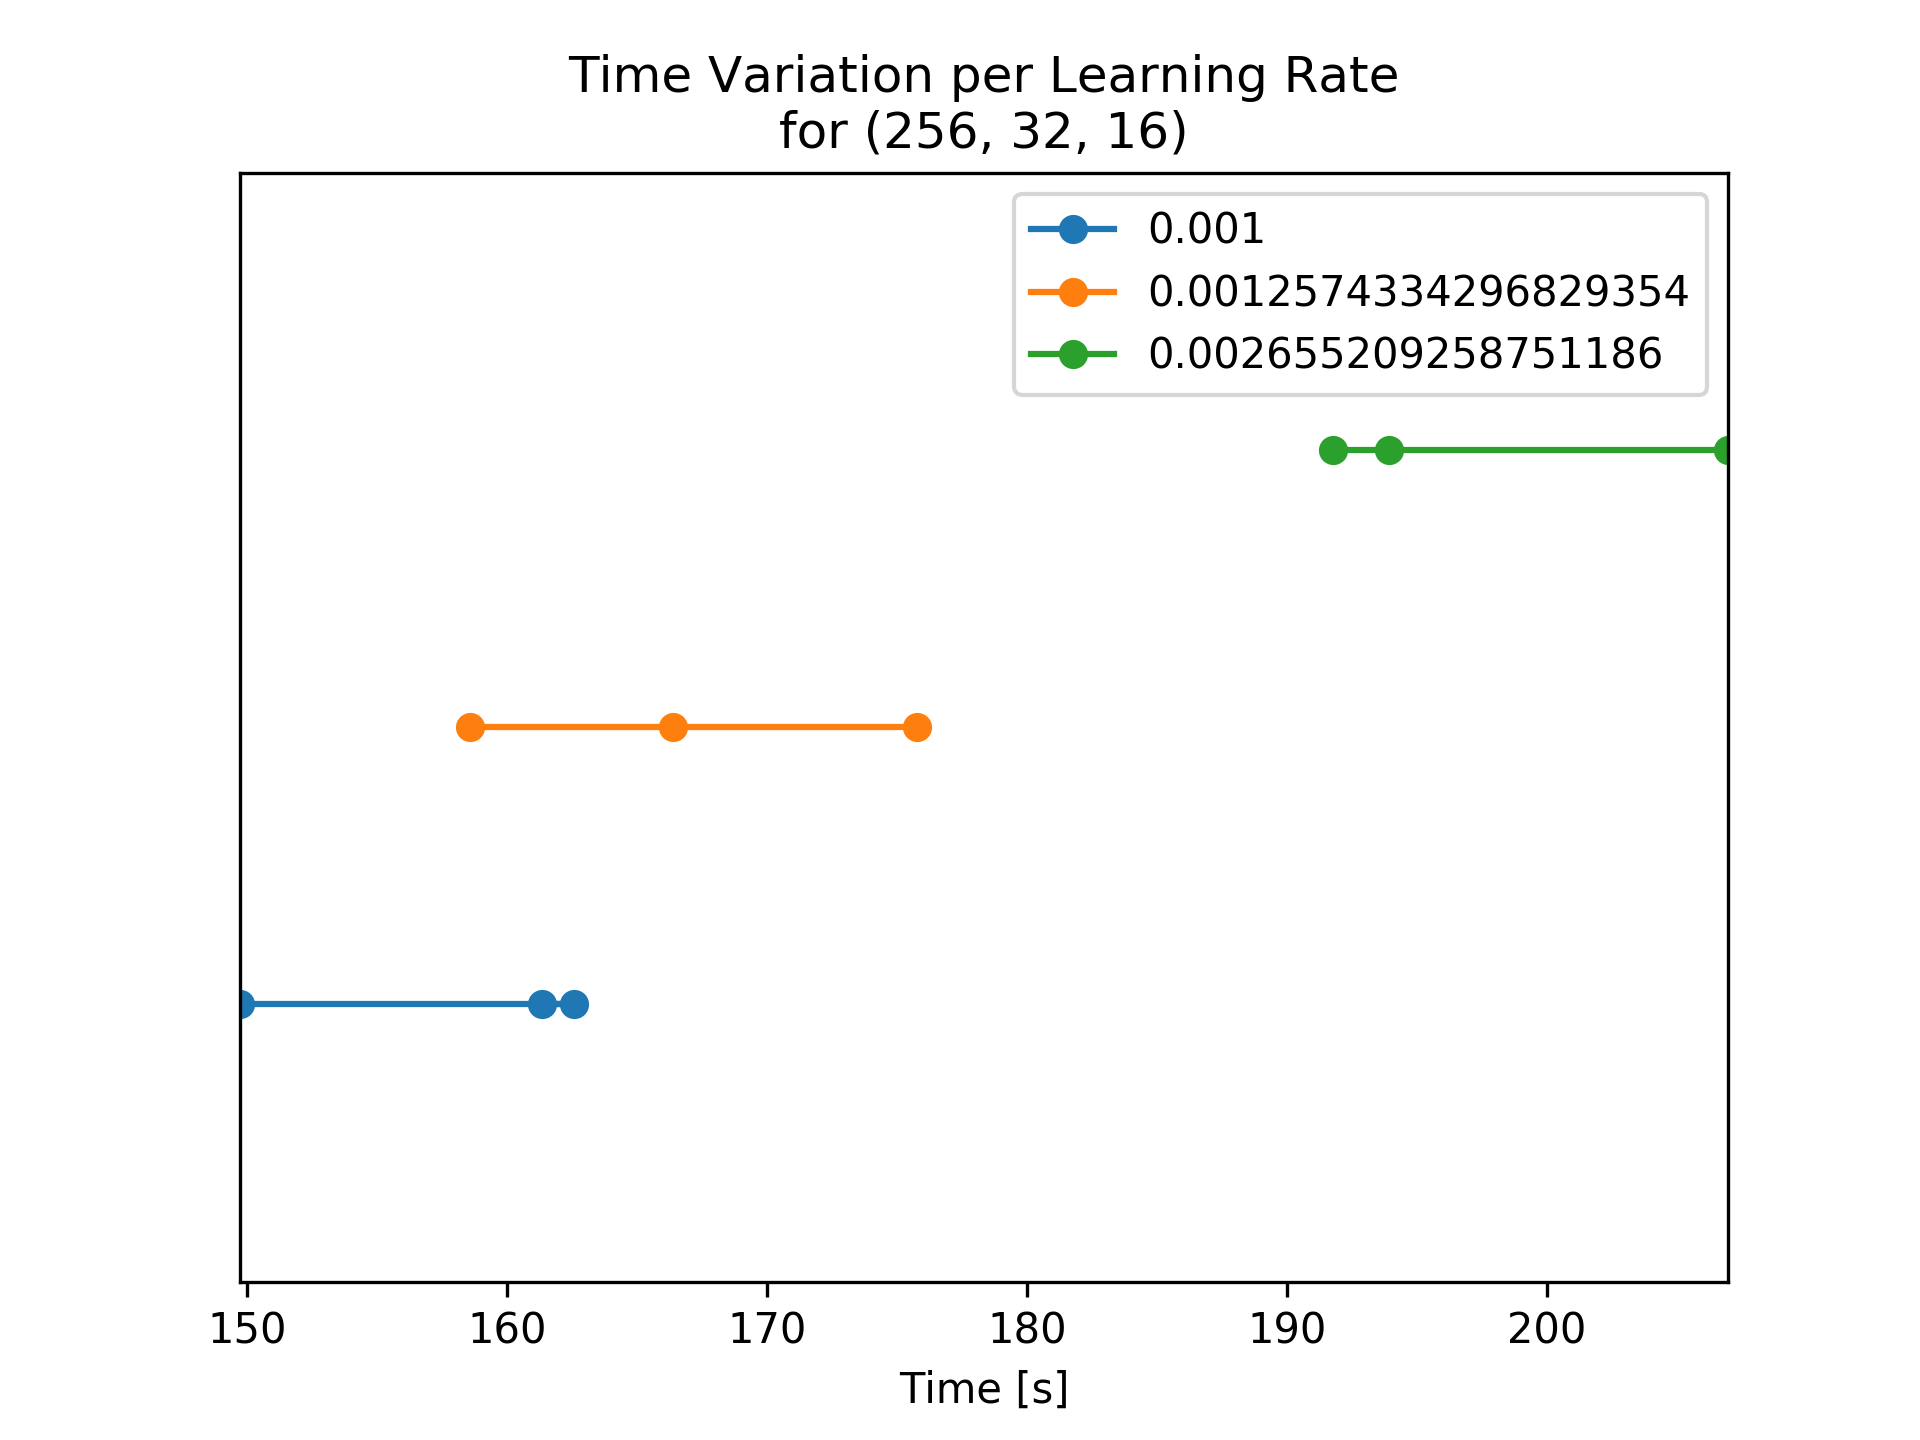 Time Variation per Learning Rate
for (256, 32, 16)
0.001
0.0012574334296829354
0.002655209258751186
150 160 170 180 190 200
Time [s]